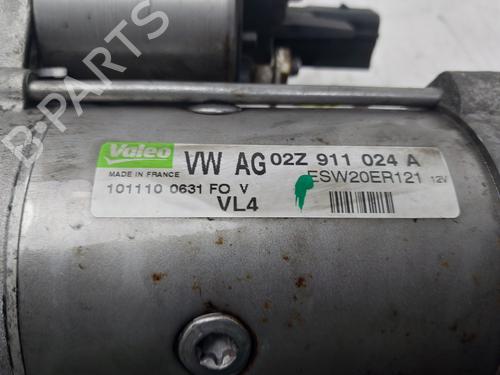 B-PARTS
Valeo VW AG 02Z 911 024 A
MADE IN FRANCE ESW20ER121 12V
101110 0631 FO V
VL4